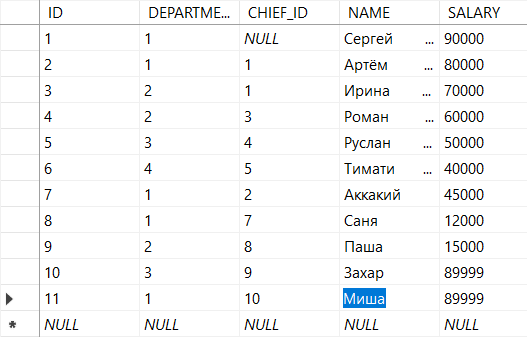 ID DEPARTME... CHIEF_ID NAME SALARY
1 1 NULL Сергей ... 90000
2 1 1 Артём ... 80000
3 2 1 Ирина ... 70000
4 2 3 Роман ... 60000
5 3 4 Руслан ... 50000
6 4 5 Тимати ... 40000
7 1 2 Аккакий 45000
8 1 7 Саня 12000
9 2 8 Паша 15000
10 3 9 Захар 89999
11 1 10 Миша 89999
* NULL NULL NULL NULL NULL